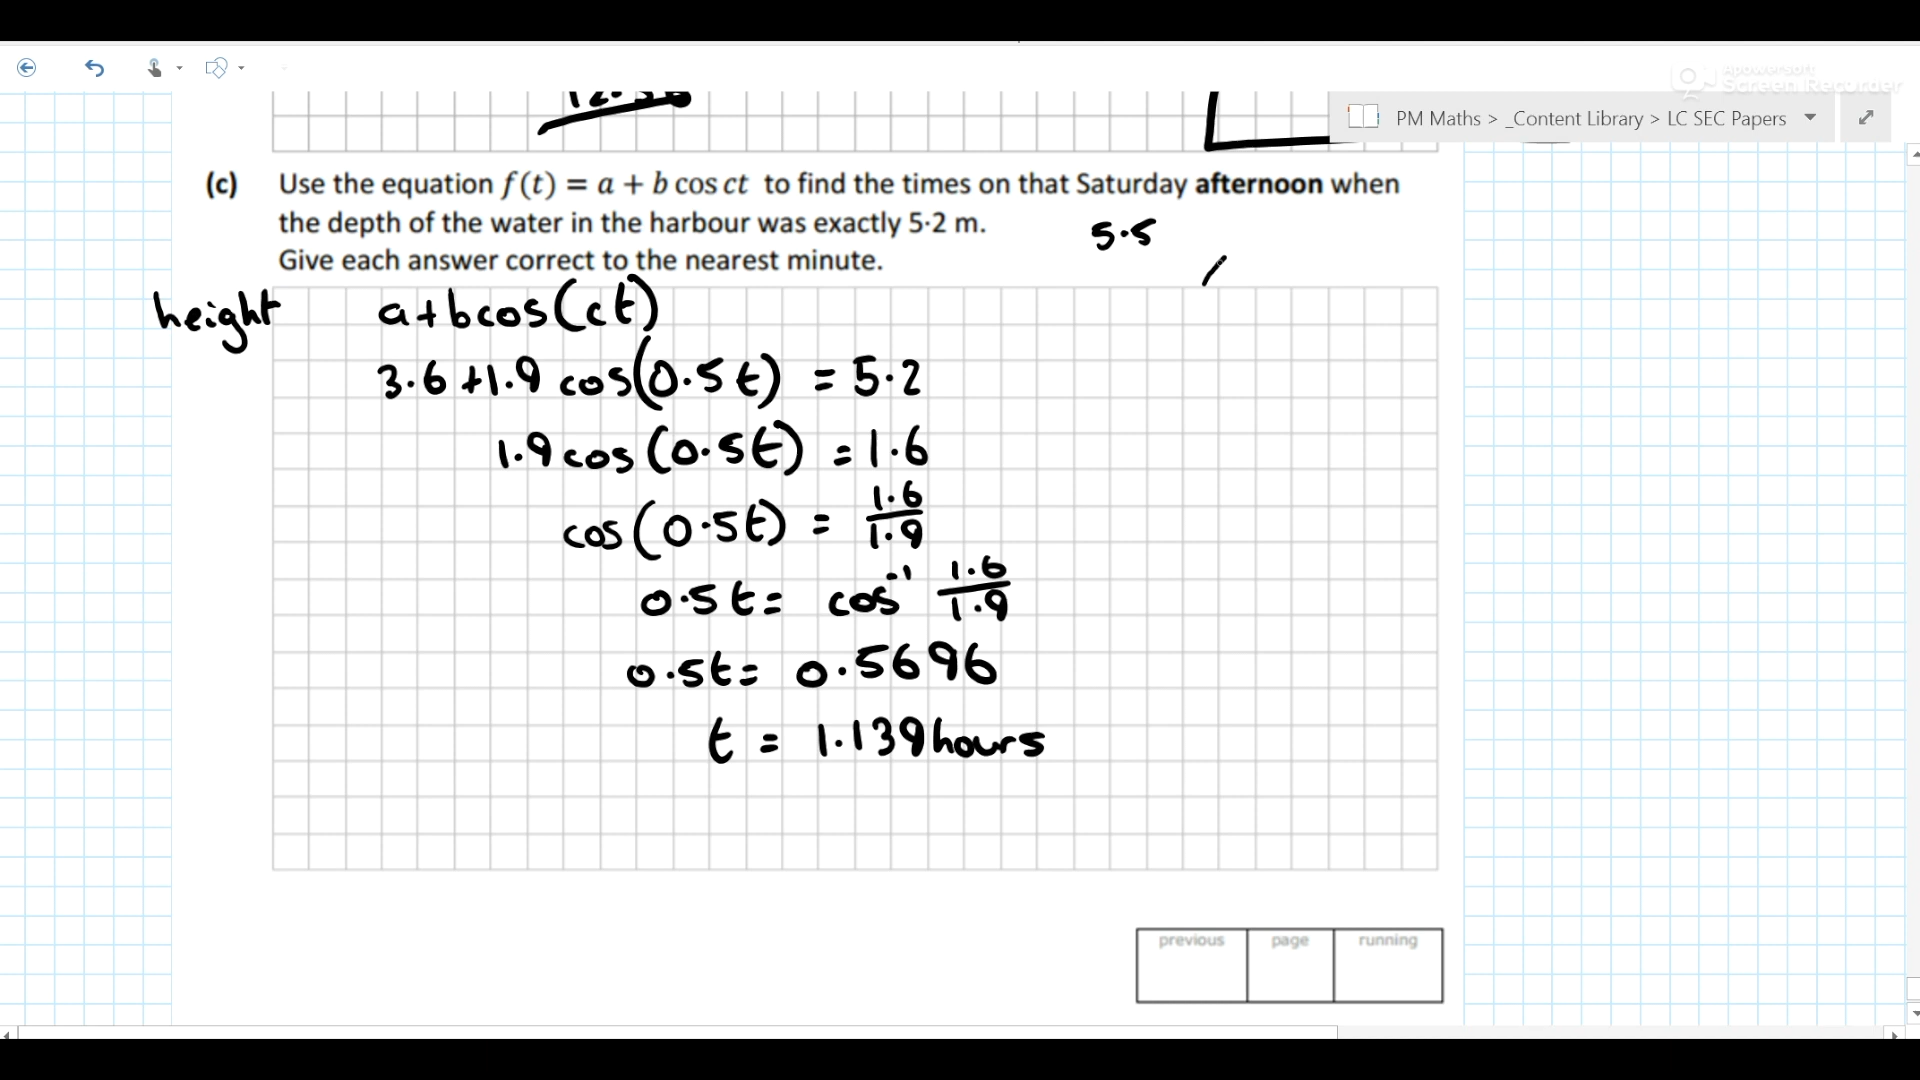 Apowersoft
Screen Recorder
PM Maths > _Content Library > LC SEC Papers
(c) Use the equation f(t) = a + b cos ct to find the times on that Saturday afternoon when
the depth of the water in the harbour was exactly 5·2 m.
5.5
Give each answer correct to the nearest minute.
height a+bcos(ct)
3.6+1.9 cos(0.5t) = 5.2
1.9cos(0.5t) = 1.6
cos(0.5t) = 1.6/1.9
0.5t = cos⁻¹ 1.6/1.9
0.5t = 0.5696
t = 1.139hours
previous page running